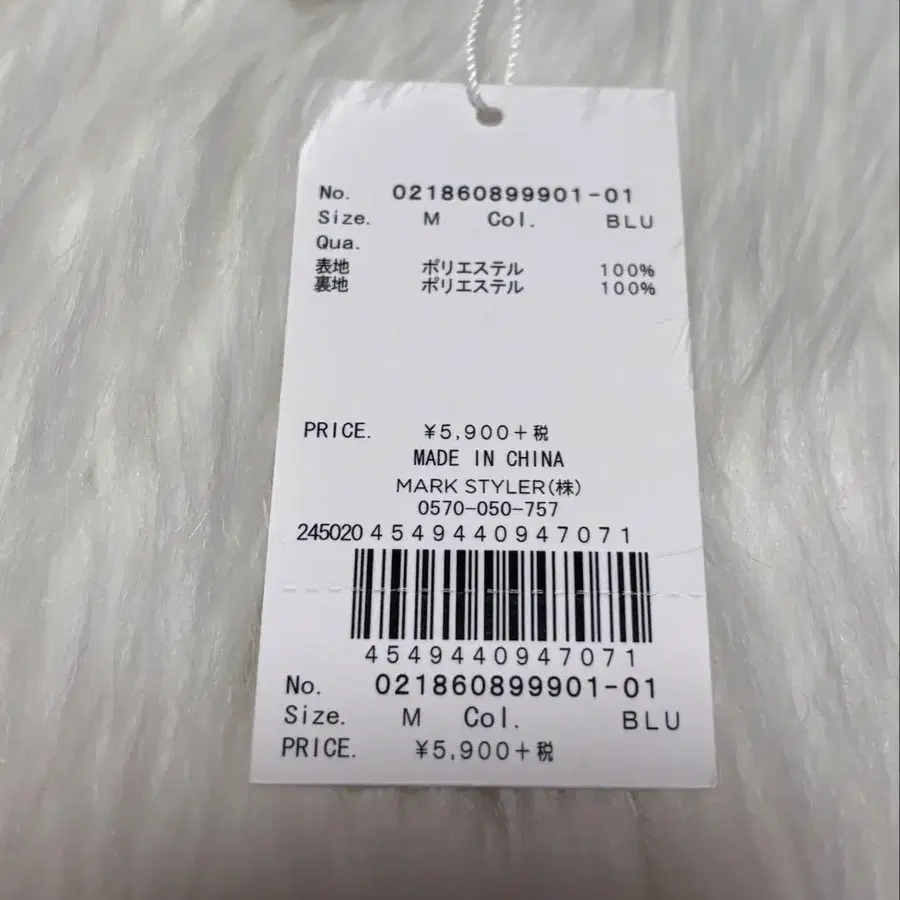 No. 021860899901-01
Size. M Col. BLU
Qua.
表地 ポリエステル 100%
裏地 ポリエステル 100%
PRICE. ¥5,900+税
MADE IN CHINA
MARK STYLER(株)
0570-050-757
245020 4549440947071
4549440947071
No. 021860899901-01
Size. M Col. BLU
PRICE. ¥5,900+税